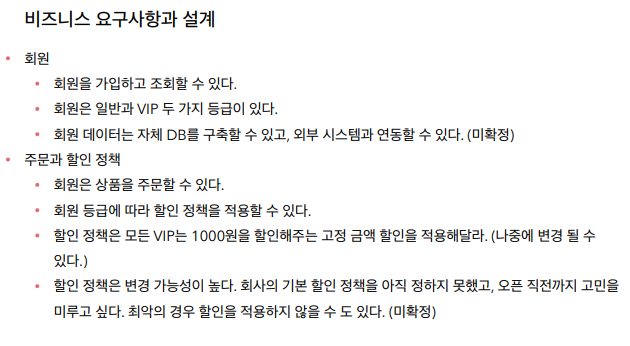 비즈니스 요구사항과 설계
• 회원
• 회원을 가입하고 조회할 수 있다.
• 회원은 일반과 VIP 두 가지 등급이 있다.
• 회원 데이터는 자체 DB를 구축할 수 있고, 외부 시스템과 연동할 수 있다. (미확정)
• 주문과 할인 정책
• 회원은 상품을 주문할 수 있다.
• 회원 등급에 따라 할인 정책을 적용할 수 있다.
• 할인 정책은 모든 VIP는 1000원을 할인해주는 고정 금액 할인을 적용해달라. (나중에 변경 될 수
있다.)
• 할인 정책은 변경 가능성이 높다. 회사의 기본 할인 정책을 아직 정하지 못했고, 오픈 직전까지 고민을
미루고 싶다. 최악의 경우 할인을 적용하지 않을 수 도 있다. (미확정)